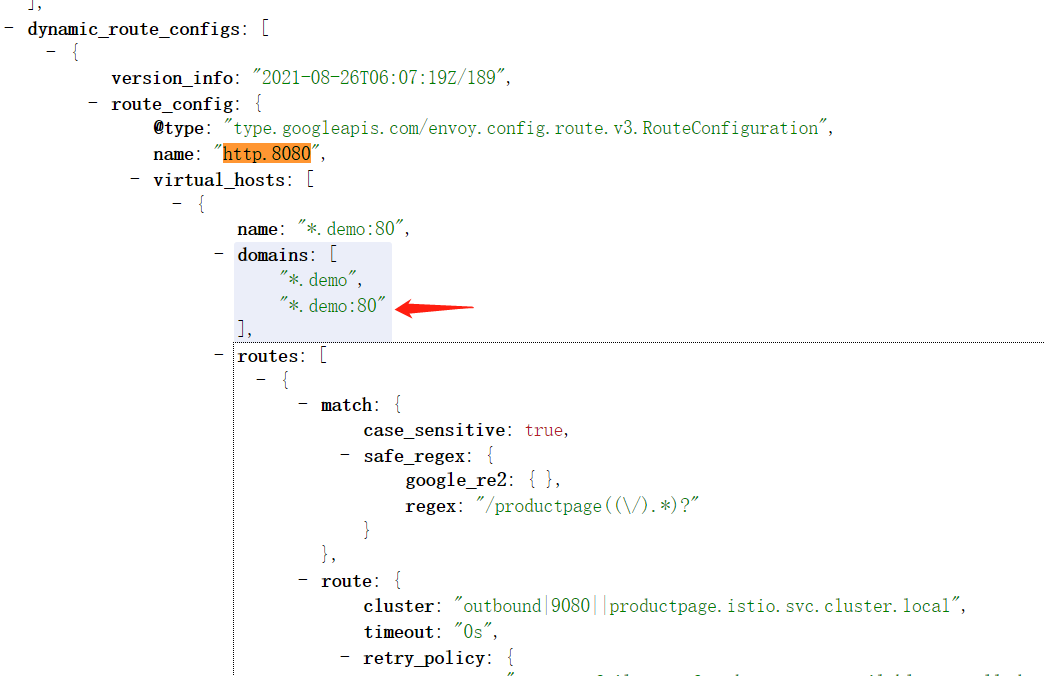 ],
- dynamic_route_configs: [
- {
version_info: "2021-08-26T06:07:19Z/189",
- route_config: {
@type: "type.googleapis.com/envoy.config.route.v3.RouteConfiguration",
name: "http.8080",
- virtual_hosts: [
- {
name: "*.demo:80",
- domains: [
"*.demo",
"*.demo:80"
],
- routes: [
- {
- match: {
case_sensitive: true,
- safe_regex: {
google_re2: { },
regex: "/productpage((\/).*)?"
}
},
- route: {
cluster: "outbound|9080||productpage.istio.svc.cluster.local",
timeout: "0s",
- retry_policy: {